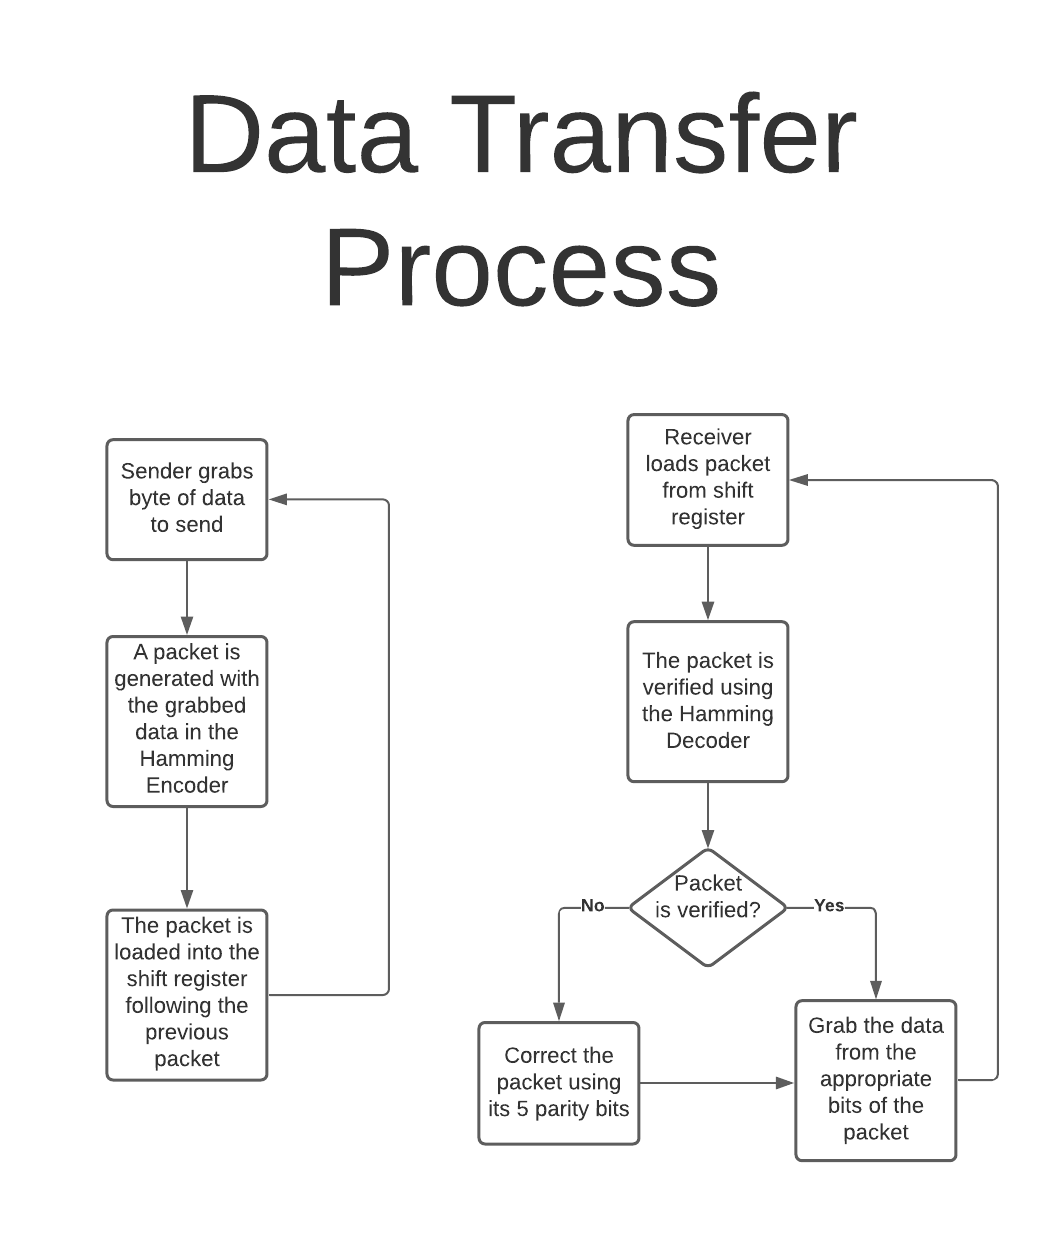 Data Transfer
Process
Sender grabs
byte of data
to send
A packet is
generated with
the grabbed
data in the
Hamming
Encoder
The packet is
loaded into the
shift register
following the
previous
packet
Receiver
loads packet
from shift
register
The packet is
verified using
the Hamming
Decoder
Packet
is verified?
No
Yes
Correct the
packet using
its 5 parity bits
Grab the data
from the
appropriate
bits of the
packet